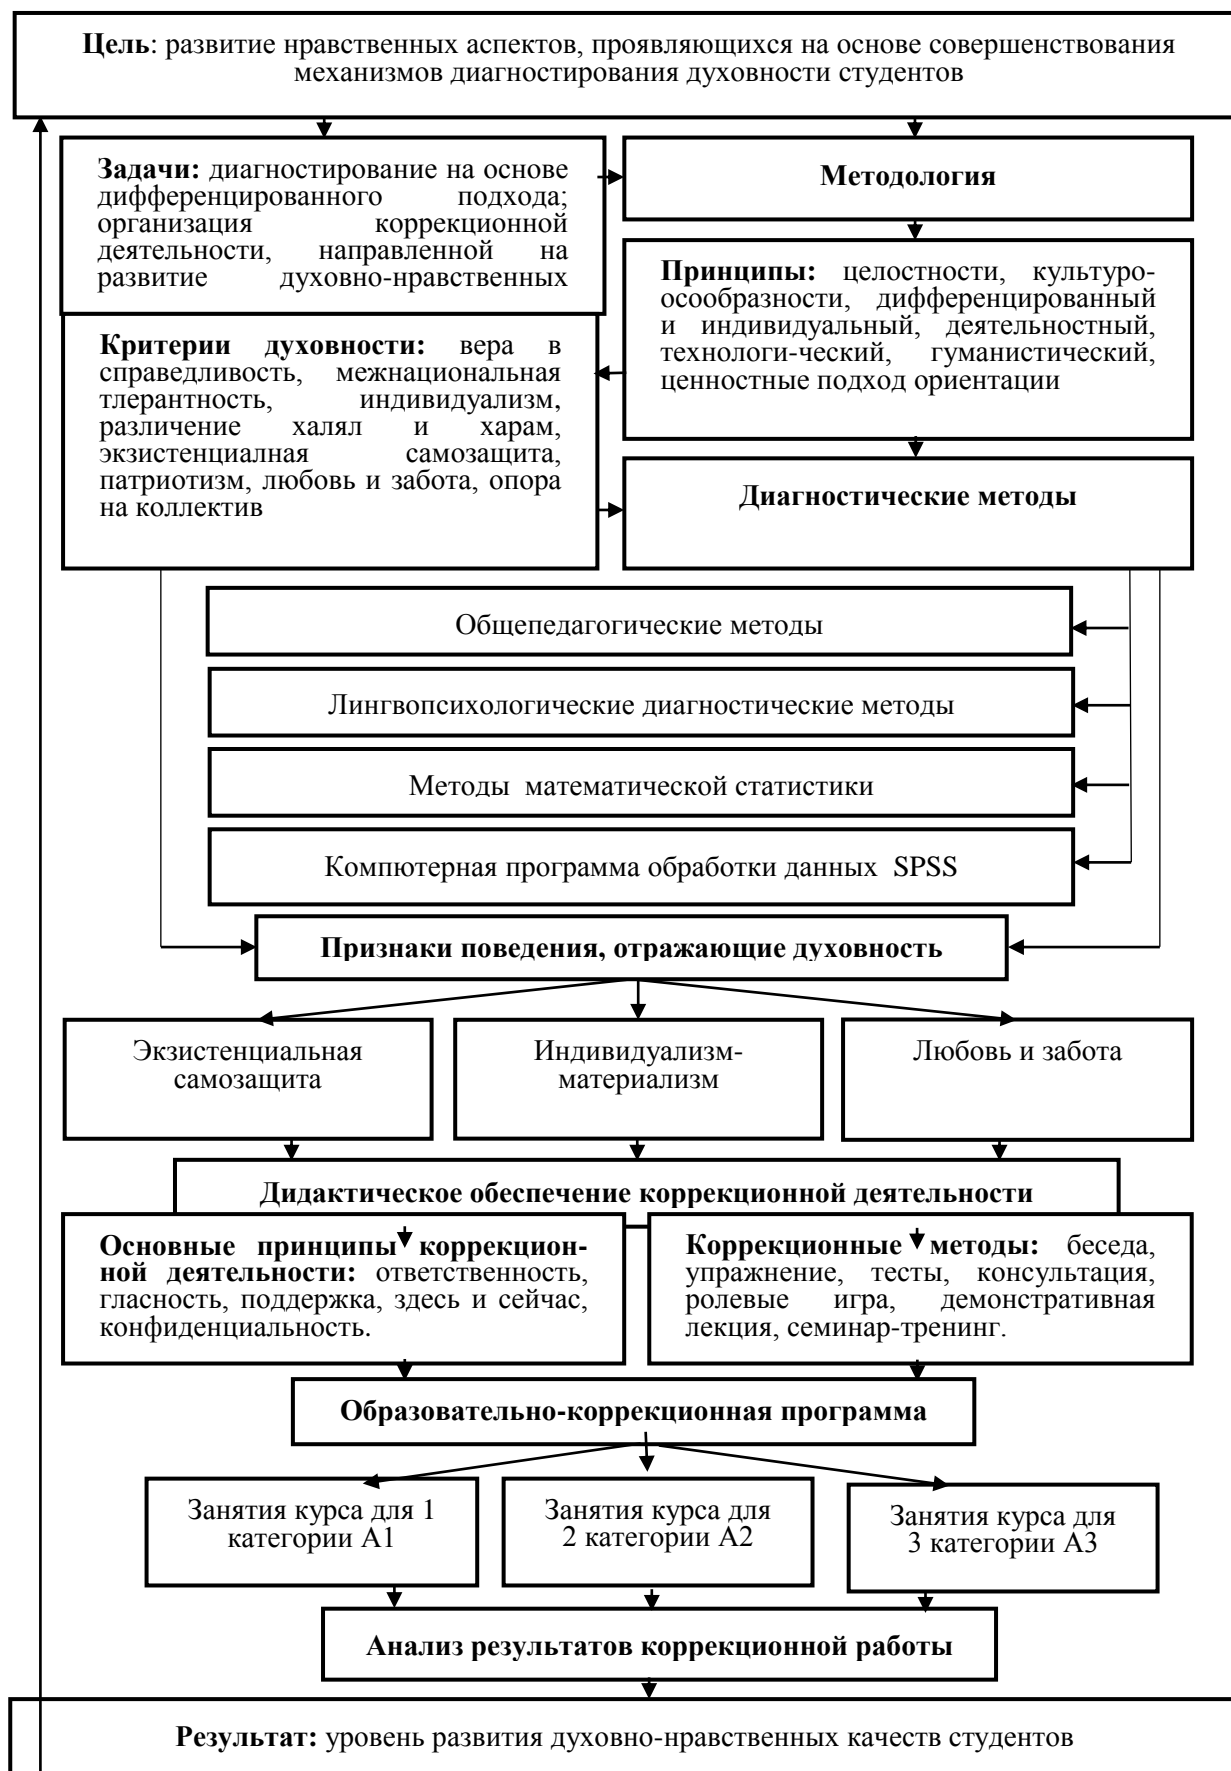 Цель: развитие нравственных аспектов, проявляющихся на основе совершенствования
механизмов диагностирования духовности студентов
Задачи: диагностирование на основе
дифференцированного подхода;
организация коррекционной
деятельности, направленной на
развитие духовно-нравственных
Методология
Принципы: целостности, культуро-
осообразности, дифференцированный
и индивидуальный, деятельностный,
технологи-ческий, гуманистический,
ценностные подход ориентации
Критерии духовности: вера в
справедливость, межнациональная
тлерантность, индивидуализм,
различение халял и харам,
экзистенциалная самозащита,
патриотизм, любовь и забота, опора
на коллектив
Диагностические методы
Общепедагогические методы
Лингвопсихологические диагностические методы
Методы математической статистики
Компютерная программа обработки данных SPSS
Признаки поведения, отражающие духовность
Экзистенциальная
самозащита
Индивидуализм-
материализм
Любовь и забота
Дидактическое обеспечение коррекционной деятельности
Основные принципы коррекцион-
ной деятельности: ответственность,
гласность, поддержка, здесь и сейчас,
конфиденциальность.
Коррекционные методы: беседа,
упражнение, тесты, консультация,
ролевые игра, демонстративная
лекция, семинар-тренинг.
Образовательно-коррекционная программа
Занятия курса для 1
категории А1
Занятия курса для
2 категории А2
Занятия курса для
3 категории А3
Анализ результатов коррекционной работы
Результат: уровень развития духовно-нравственных качеств студентов